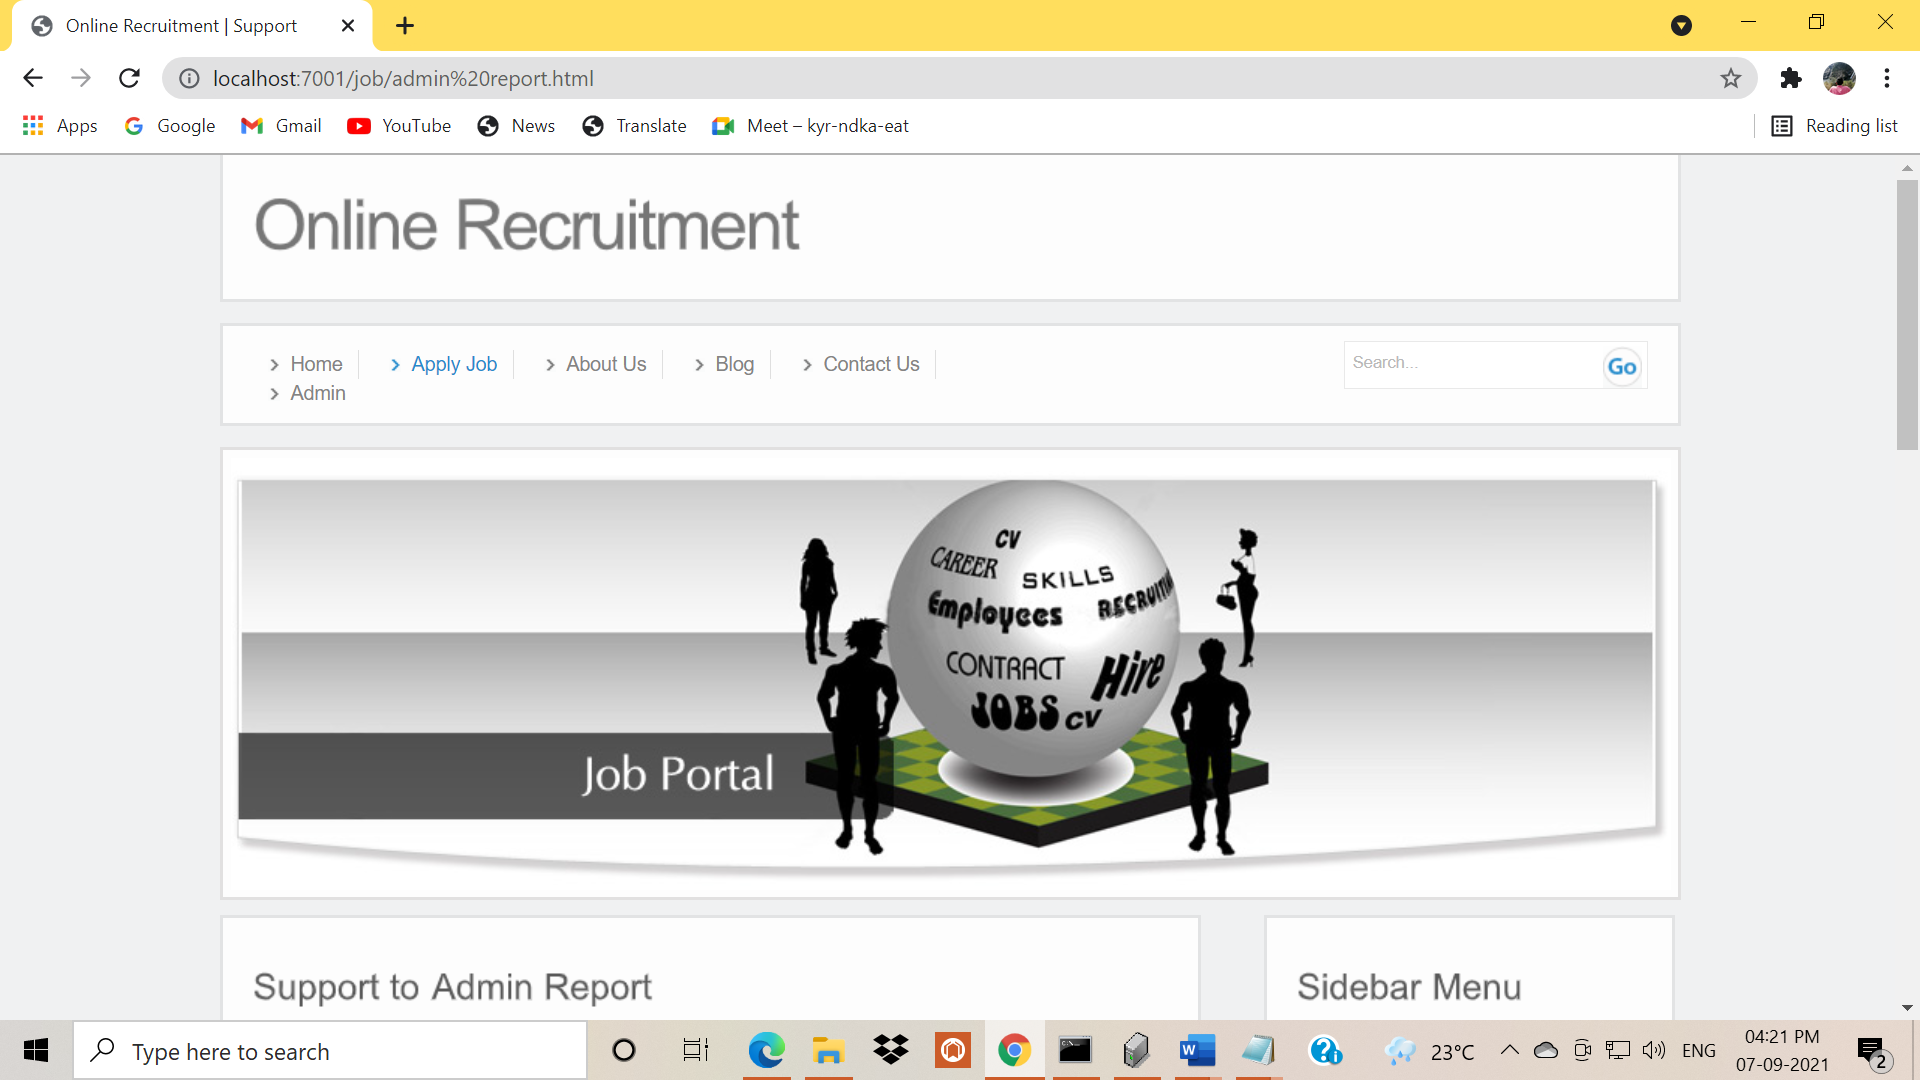 Online Recruitment | Support
localhost:7001/job/admin%20report.html
Apps Google Gmail YouTube News Translate Meet – kyr-ndka-eat Reading list
Online Recruitment
Home Apply Job About Us Blog Contact Us
Admin
Search...
Go
CV
CAREER
SKILLS
Employees
CONTRACT
Hire
JOBS
CV
Job Portal
Support to Admin Report
Sidebar Menu
Type here to search
23°C
ENG
04:21 PM
07-09-2021
2